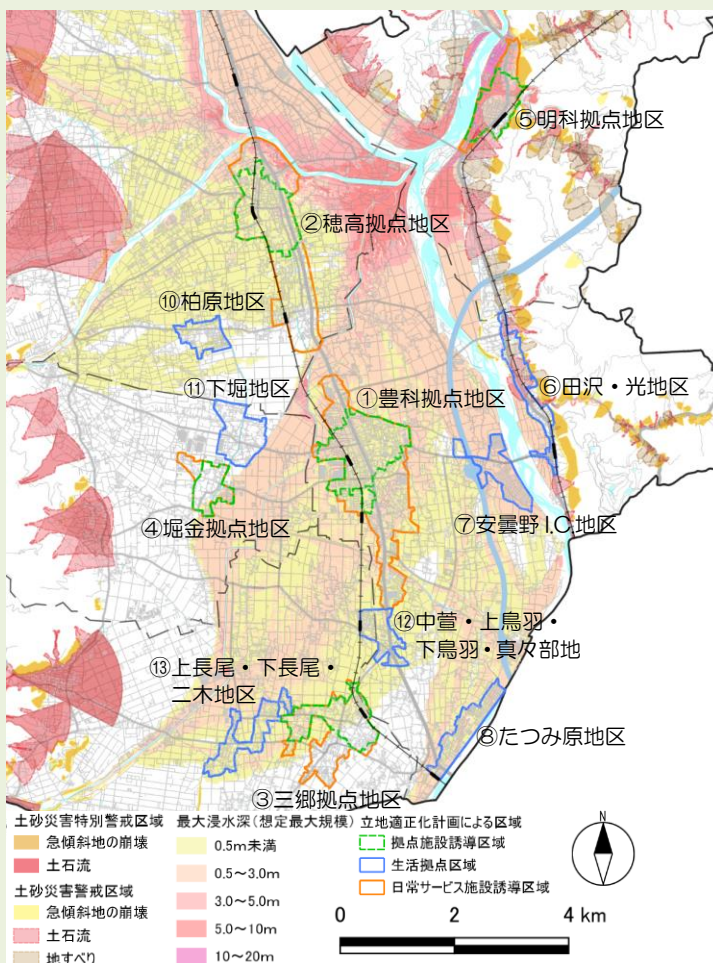 ⑤明科拠点地区
②穂高拠点地区
⑩柏原地区
⑪下堀地区
①豊科拠点地区
⑥田沢・光地区
④堀金拠点地区
⑦安曇野 I.C.地区
⑫中萱・上鳥羽・
下鳥羽・真々部地
⑬上長尾・下長尾・
二木地区
⑧たつみ原地区
③三郷拠点地区
土砂災害特別警戒区域
急傾斜地の崩壊
土石流
土砂災害警戒区域
急傾斜地の崩壊
土石流
地すべり
最大浸水深(想定最大規模)
0.5m未満
0.5~3.0m
3.0~5.0m
5.0~10m
10~20m
立地適正化計画による区域
拠点施設誘導区域
生活拠点区域
日常サービス施設誘導区域
N
0 2 4 km